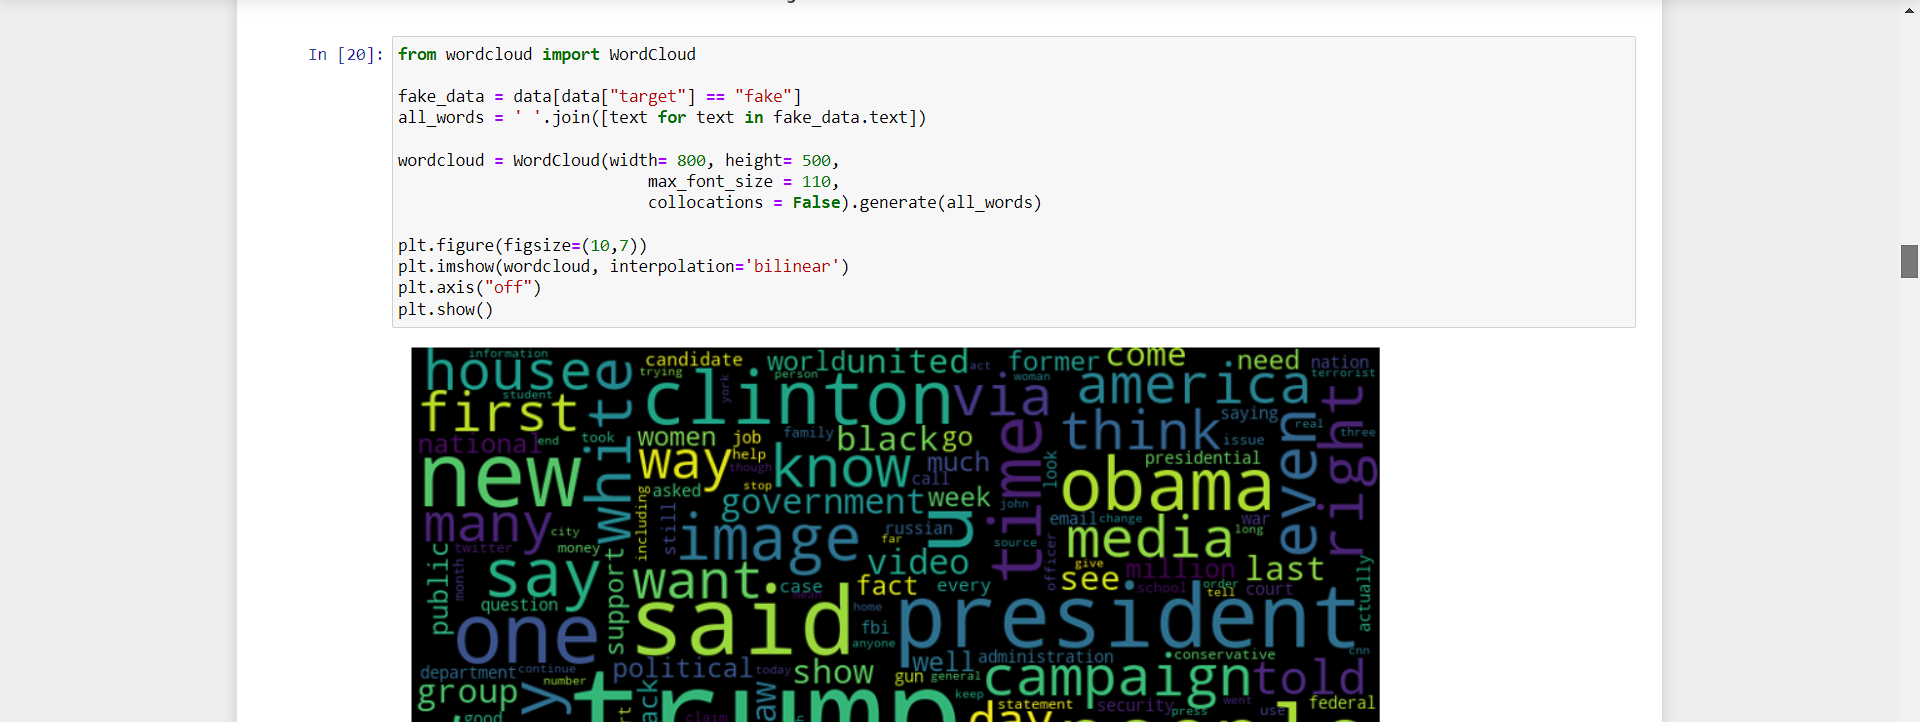 In [20]:
from wordcloud import WordCloud
fake_data = data[data["target"] == "fake"]
all_words = ' '.join([text for text in fake_data.text])
wordcloud = WordCloud(width= 800, height= 500,
max_font_size = 110,
collocations = False).generate(all_words)
plt.figure(figsize=(10,7))
plt.imshow(wordcloud, interpolation='bilinear')
plt.axis("off")
plt.show()
information
house
student
first
national
end
took
white
candidate
trying
york
person
clinton
world
united
act
former
woman
via
come
america
need
nation
terrorist
saying
real
three
issue
think
even
right
women
job
family
black
go
way
help
though
know
much
call
stop
asked
government
week
look
presidential
obama
new
many
city
twitter
money
including
still
image
russian
far
u
john
time
source
email
change
war
long
media
public
month
say
question
support
want
case
mean
video
fact
every
officer
give
see
million
school
order
tell
last
court
actually
one
said
home
fbi
anyone
president
department
continue
number
political
today
show
well
administration
conservative
cnn
gun
general
keep
campaign
told
group
y
good
trump
claim
law
statement
day
security
press
went
use
federal
people